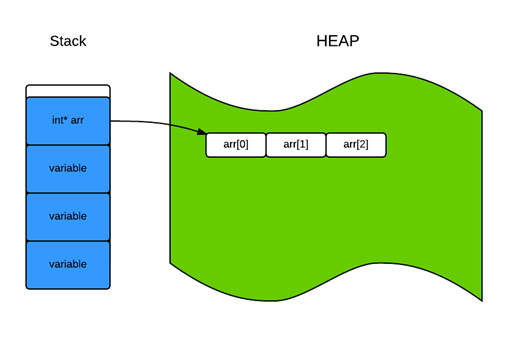 Stack
HEAP
int* arr
arr[0]
arr[1]
arr[2]
variable
variable
variable